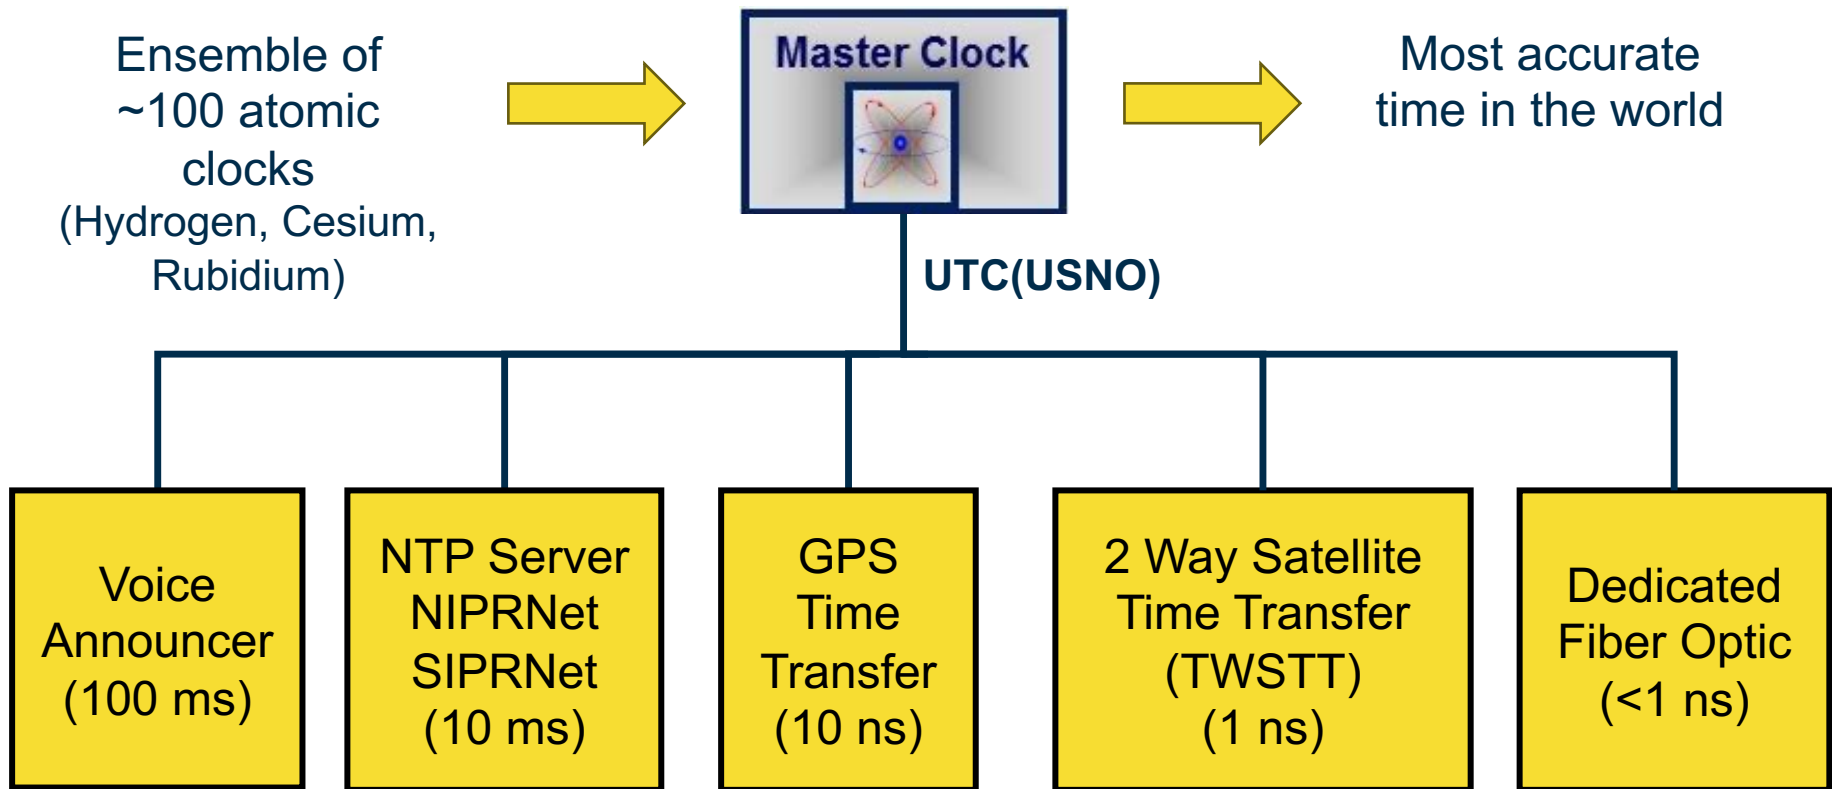 Ensemble of
~100 atomic
clocks
(Hydrogen, Cesium,
Rubidium)
Master Clock
Most accurate
time in the world
UTC(USNO)
Voice
Announcer
(100 ms)
NTP Server
NIPRNet
SIPRNet
(10 ms)
GPS
Time
Transfer
(10 ns)
2 Way Satellite
Time Transfer
(TWSTT)
(1 ns)
Dedicated
Fiber Optic
(<1 ns)